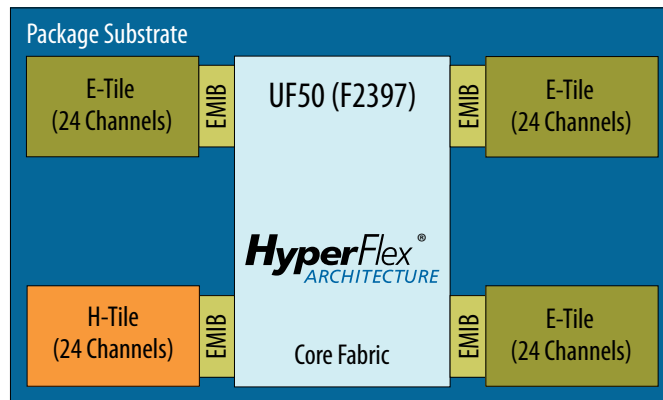 Package Substrate
E-Tile
(24 Channels)
EMIB
UF50 (F2397)
EMIB
E-Tile
(24 Channels)
HyperFlex®
ARCHITECTURE
H-Tile
(24 Channels)
EMIB
Core Fabric
EMIB
E-Tile
(24 Channels)